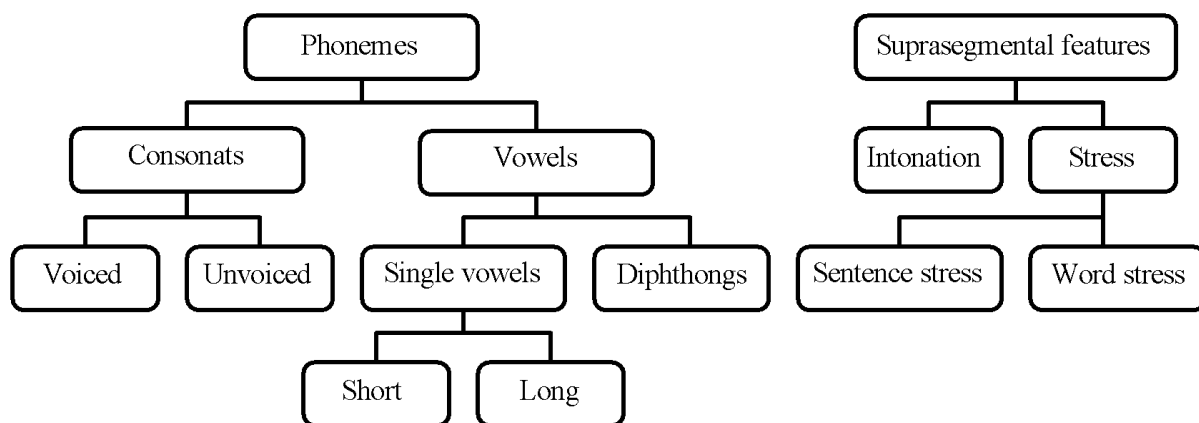 Phonemes
Consonats
Vowels
Voiced
Unvoiced
Single vowels
Diphthongs
Short
Long
Suprasegmental features
Intonation
Stress
Sentence stress
Word stress